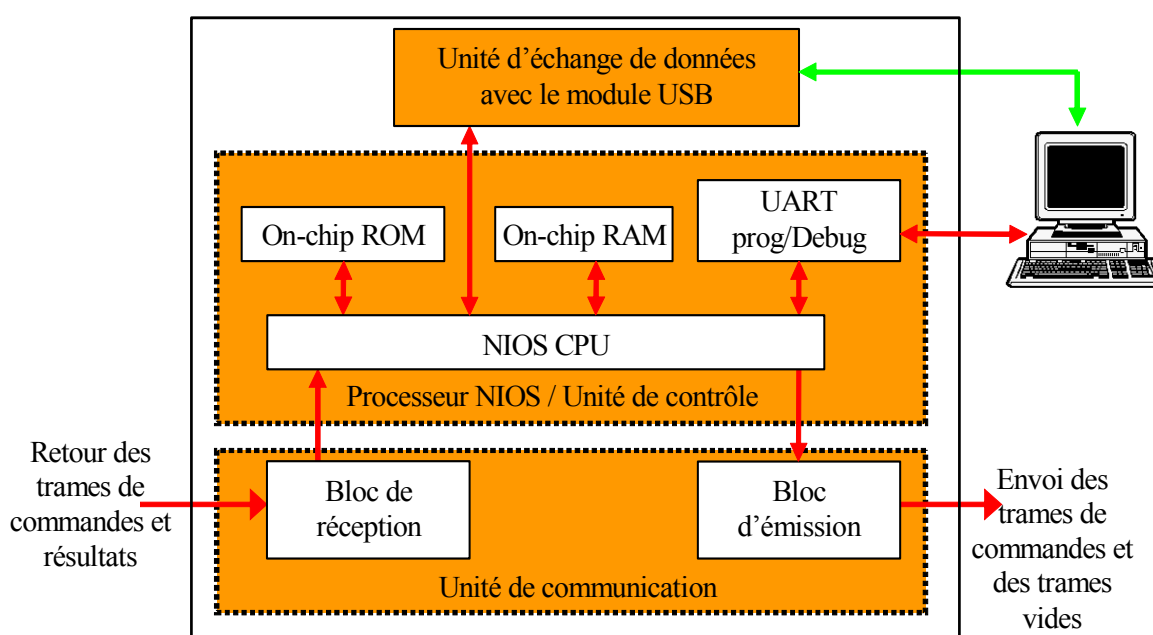 Unité d’échange de données
avec le module USB
On-chip ROM
On-chip RAM
UART
prog/Debug
NIOS CPU
Processeur NIOS / Unité de contrôle
Retour des
trames de
commandes et
résultats
Bloc de
réception
Bloc
d’émission
Unité de communication
Envoi des
trames de
commandes et
des trames
vides